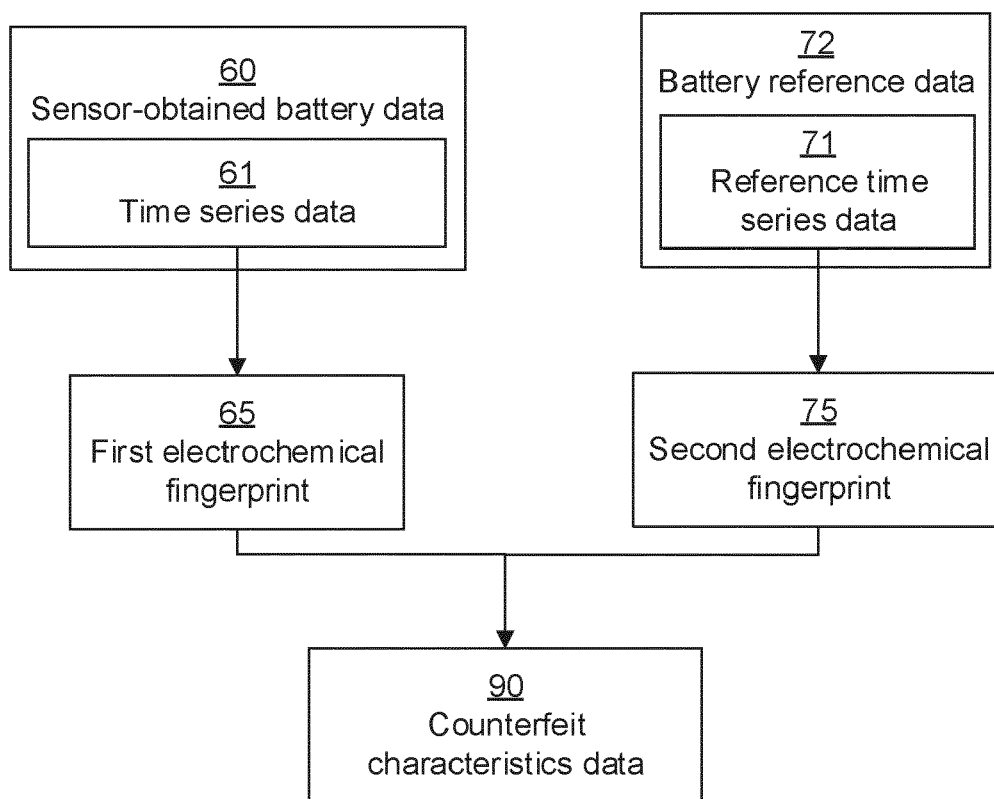 60
Sensor-obtained battery data
61
Time series data
72
Battery reference data
71
Reference time
series data
65
First electrochemical
fingerprint
75
Second electrochemical
fingerprint
90
Counterfeit
characteristics data